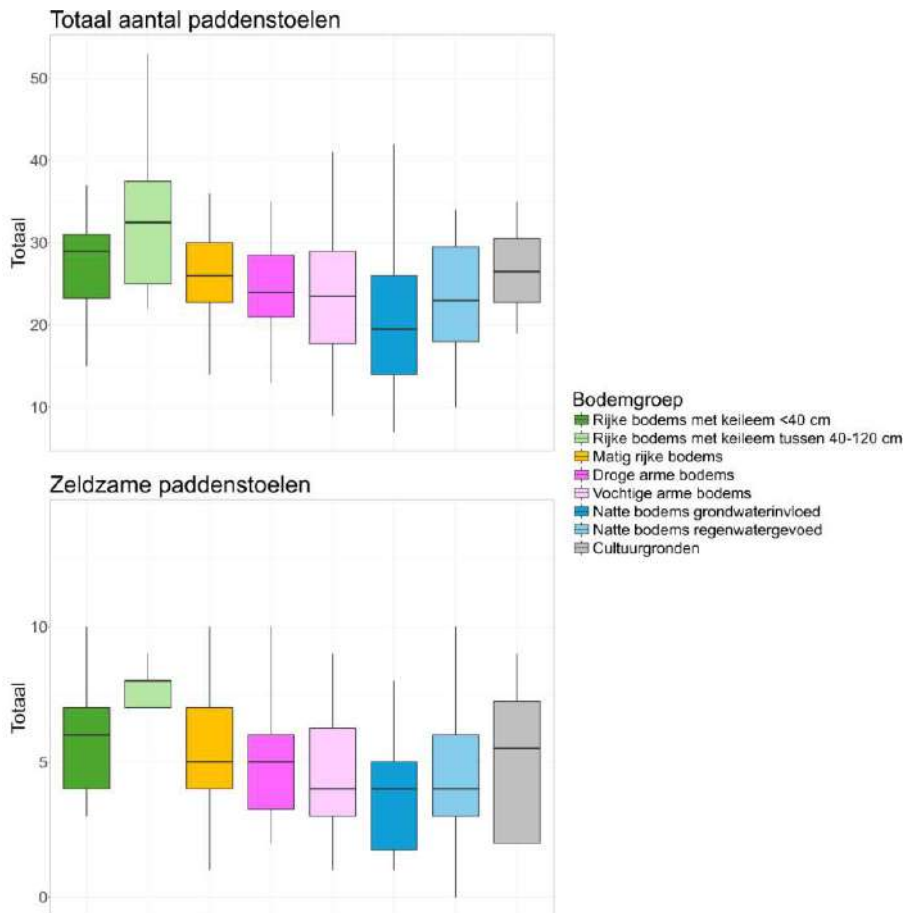 Totaal aantal paddenstoelen
Totaal
50
40
30
20
10
Zeldzame paddenstoelen
Totaal
10
5
0
Bodemgroep
Rijke bodems met keileem <40 cm
Rijke bodems met keileem tussen 40-120 cm
Matig rijke bodems
Droge arme bodems
Vochtige arme bodems
Natte bodems grondwaterinvloed
Natte bodems regenwatergevoed
Cultuurgronden